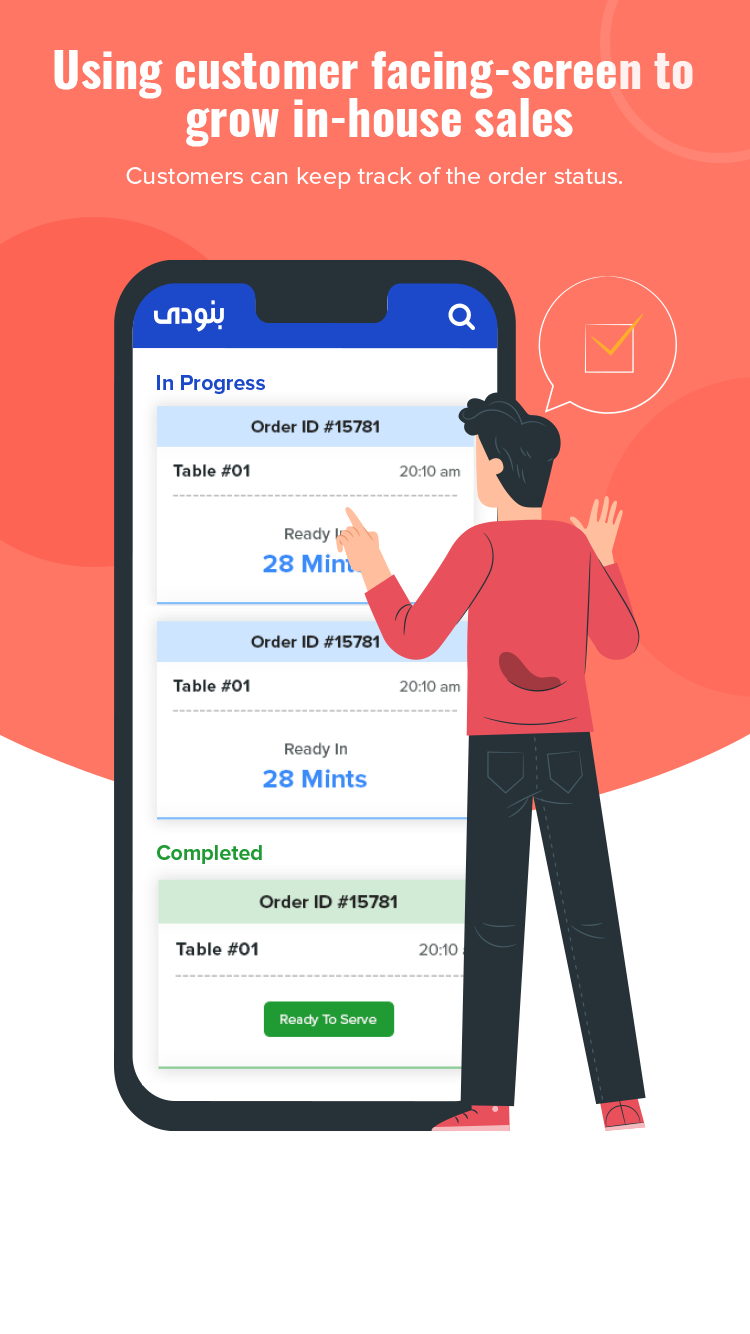 Using customer facing-screen to
grow in-house sales
Customers can keep track of the order status.
بنودى
In Progress
Order ID #15781
Table #01 20:10 am
Ready In
28 Mints
Order ID #15781
Table #01 20:10 am
Ready In
28 Mints
Completed
Order ID #15781
Table #01 20:10
Ready To Serve